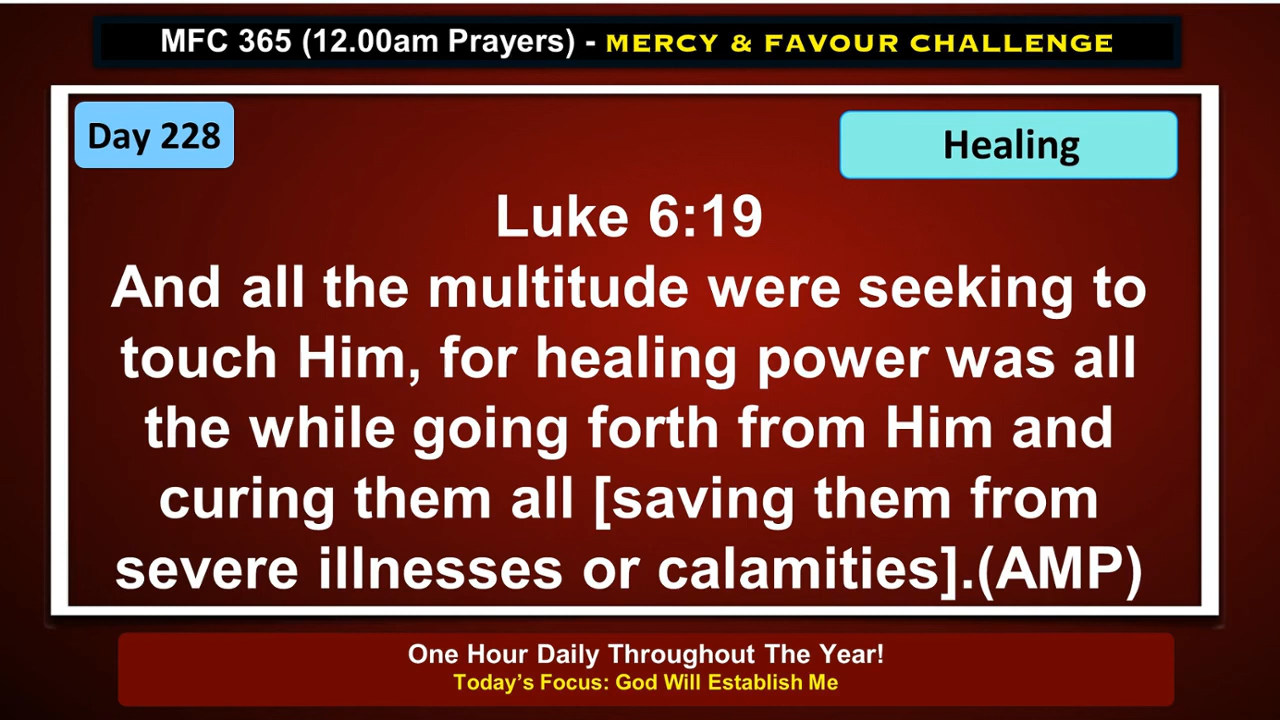 MFC 365 (12.00am Prayers) - MERCY & FAVOUR CHALLENGE
Day 228
Healing
Luke 6:19
And all the multitude were seeking to
touch Him, for healing power was all
the while going forth from Him and
curing them all [saving them from
severe illnesses or calamities].(AMP)
One Hour Daily Throughout The Year!
Today’s Focus: God Will Establish Me